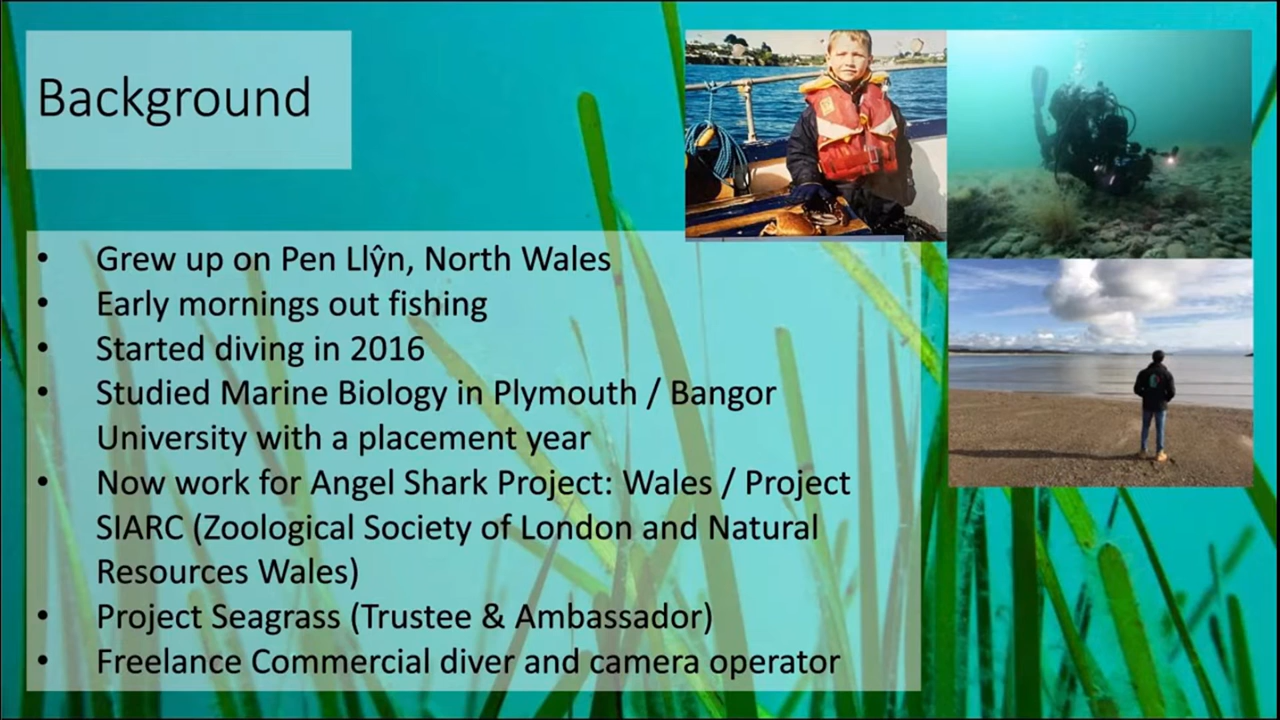 Background
• Grew up on Pen Llŷn, North Wales
• Early mornings out fishing
• Started diving in 2016
• Studied Marine Biology in Plymouth / Bangor
University with a placement year
• Now work for Angel Shark Project: Wales / Project
SIARC (Zoological Society of London and Natural
Resources Wales)
• Project Seagrass (Trustee & Ambassador)
• Freelance Commercial diver and camera operator